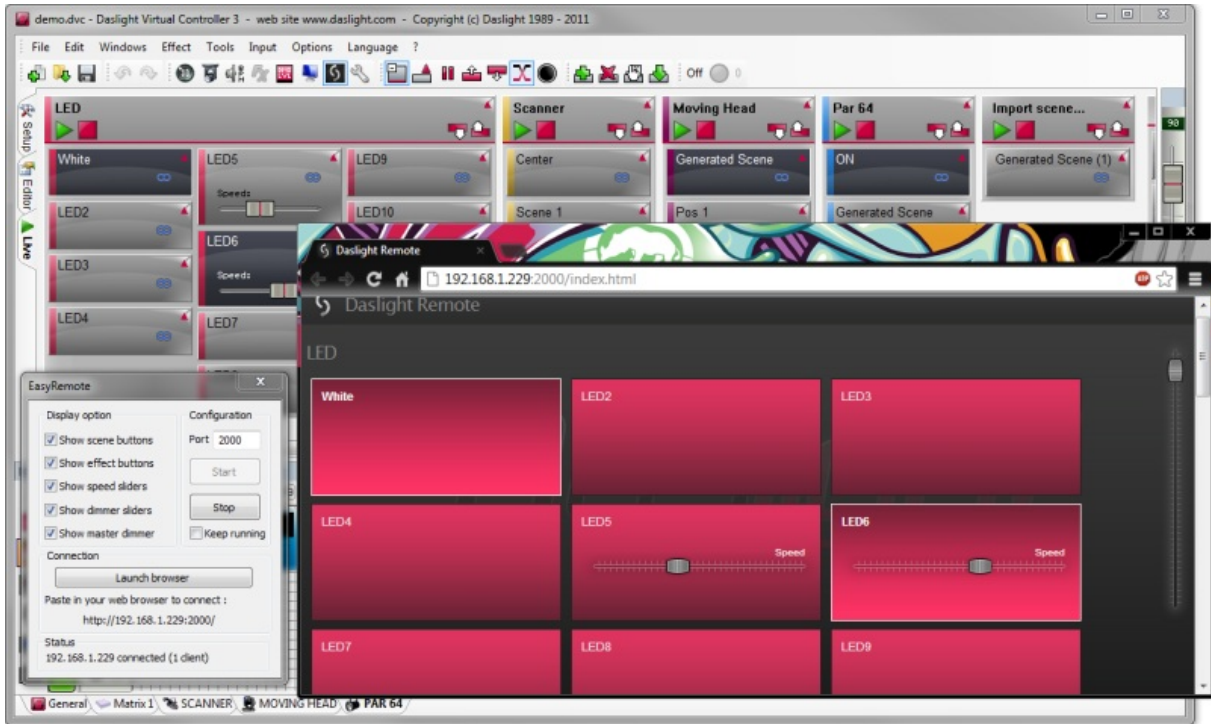 demo.dvc - Daslight Virtual Controller 3 - web site www.daslight.com - Copyright (c) Daslight 1989 - 2011
File Edit Windows Effect Tools Input Options Language ?
Off 0
Setup
Editor
Live
LED Scanner Moving Head Par 64 Import scene...
90
White LED5 LED9 Center Generated Scene ON Generated Scene (1)
Speed:
LED2 LED10 Scene 1 Pos 1 Generated Scene
LED6
LED3 Speed:
LED4 LED7
Daslight Remote
192.168.1.229:2000/index.html
Daslight Remote
LED
White LED2 LED3
LED4 LED5 LED6
Speed Speed
LED7 LED8 LED9
EasyRemote
Display option Configuration
Show scene buttons Port 2000
Show effect buttons
Start
Show speed sliders
Show dimmer sliders Stop
Show master dimmer Keep running
Connection
Launch browser
Paste in your web browser to connect :
http://192.168.1.229:2000/
Status
192.168.1.229 connected (1 client)
General Matrix 1 SCANNER MOVING HEAD PAR 64